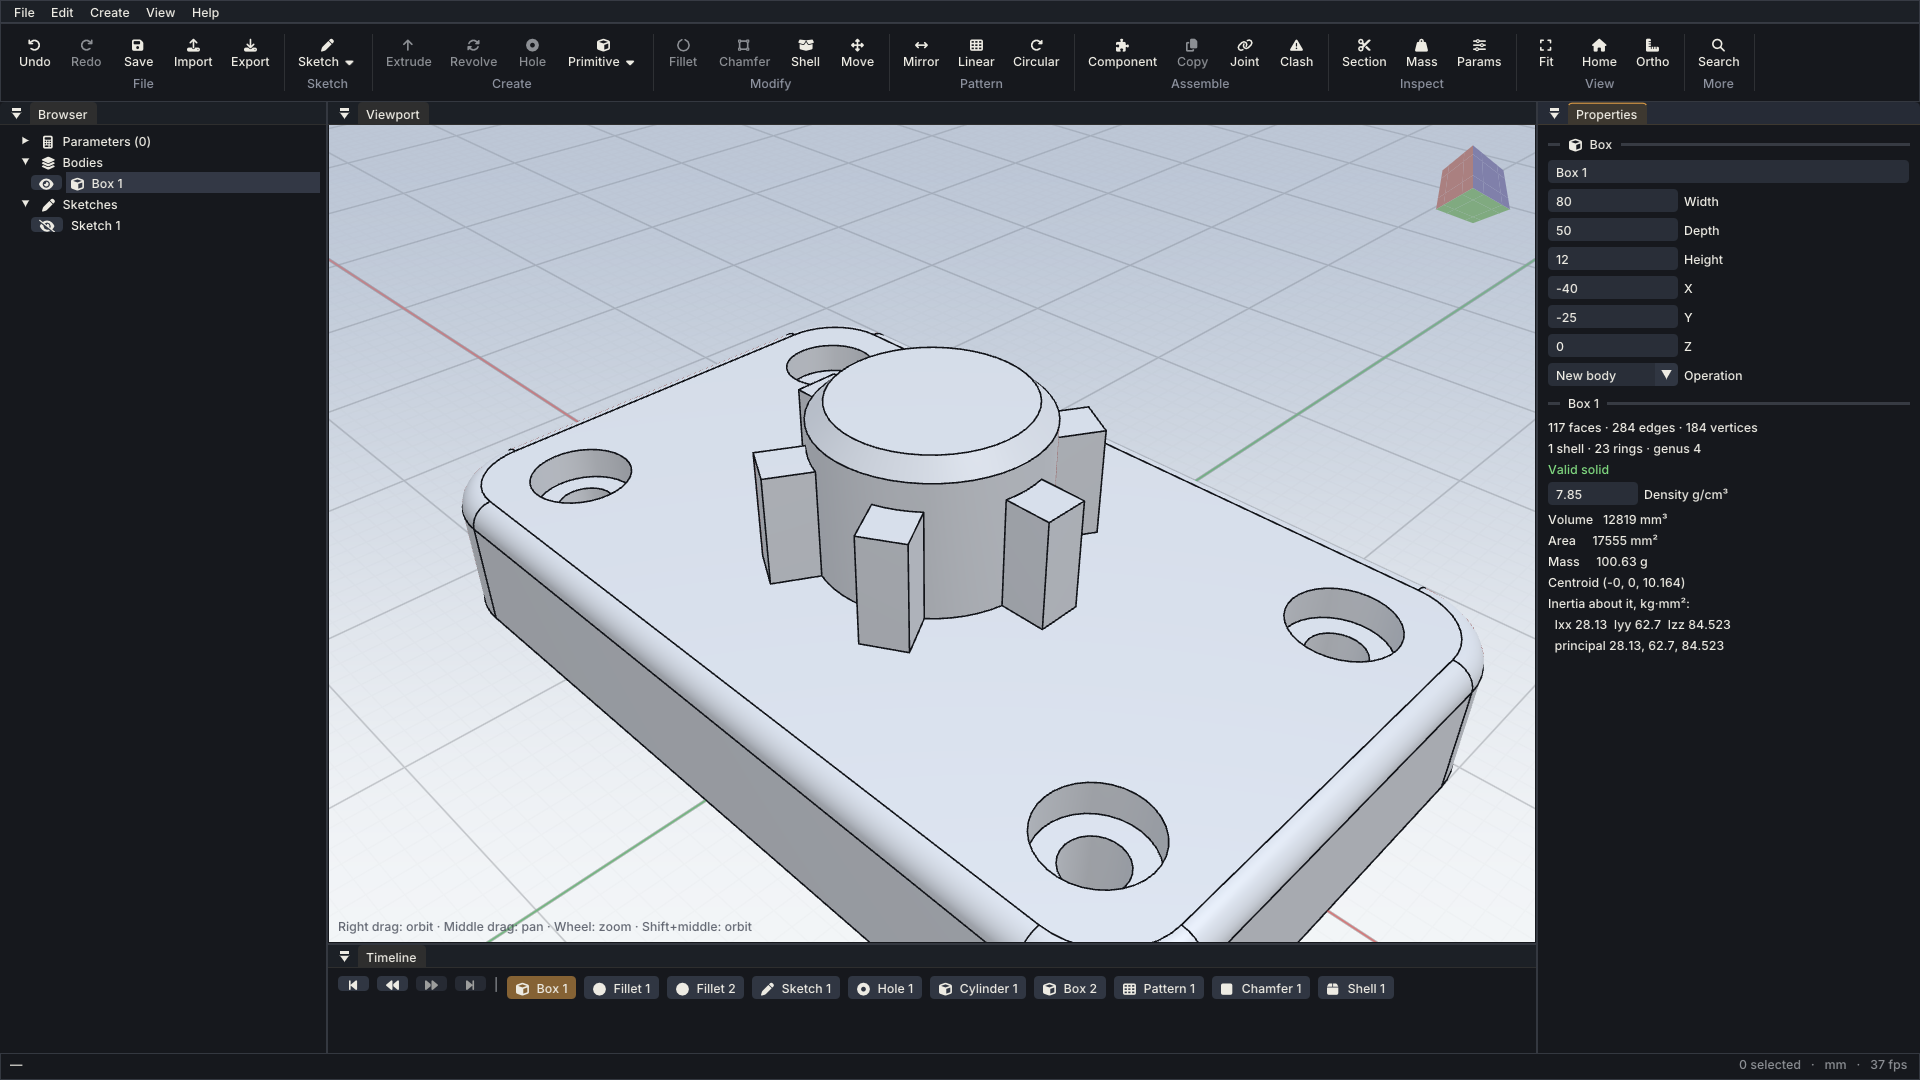 File Edit Create View Help
Undo Redo Save Import Export Sketch Extrude Revolve Hole Primitive Fillet Chamfer Shell Move Mirror Linear Circular Component Copy Joint Clash Section Mass Params Fit Home Ortho Search
File Sketch Create Modify Pattern Assemble Inspect View More
Browser
Parameters (0)
Bodies
Box 1
Sketches
Sketch 1
Viewport
Right drag: orbit · Middle drag: pan · Wheel: zoom · Shift+middle: orbit
Timeline
Box 1 Fillet 1 Fillet 2 Sketch 1 Hole 1 Cylinder 1 Box 2 Pattern 1 Chamfer 1 Shell 1
Properties
Box
Box 1
80 Width
50 Depth
12 Height
-40 X
-25 Y
0 Z
New body Operation
Box 1
117 faces · 284 edges · 184 vertices
1 shell · 23 rings · genus 4
Valid solid
7.85 Density g/cm³
Volume 12819 mm³
Area 17555 mm²
Mass 100.63 g
Centroid (-0, 0, 10.164)
Inertia about it, kg·mm²:
Ixx 28.13 Iyy 62.7 Izz 84.523
principal 28.13, 62.7, 84.523
0 selected · mm · 37 fps